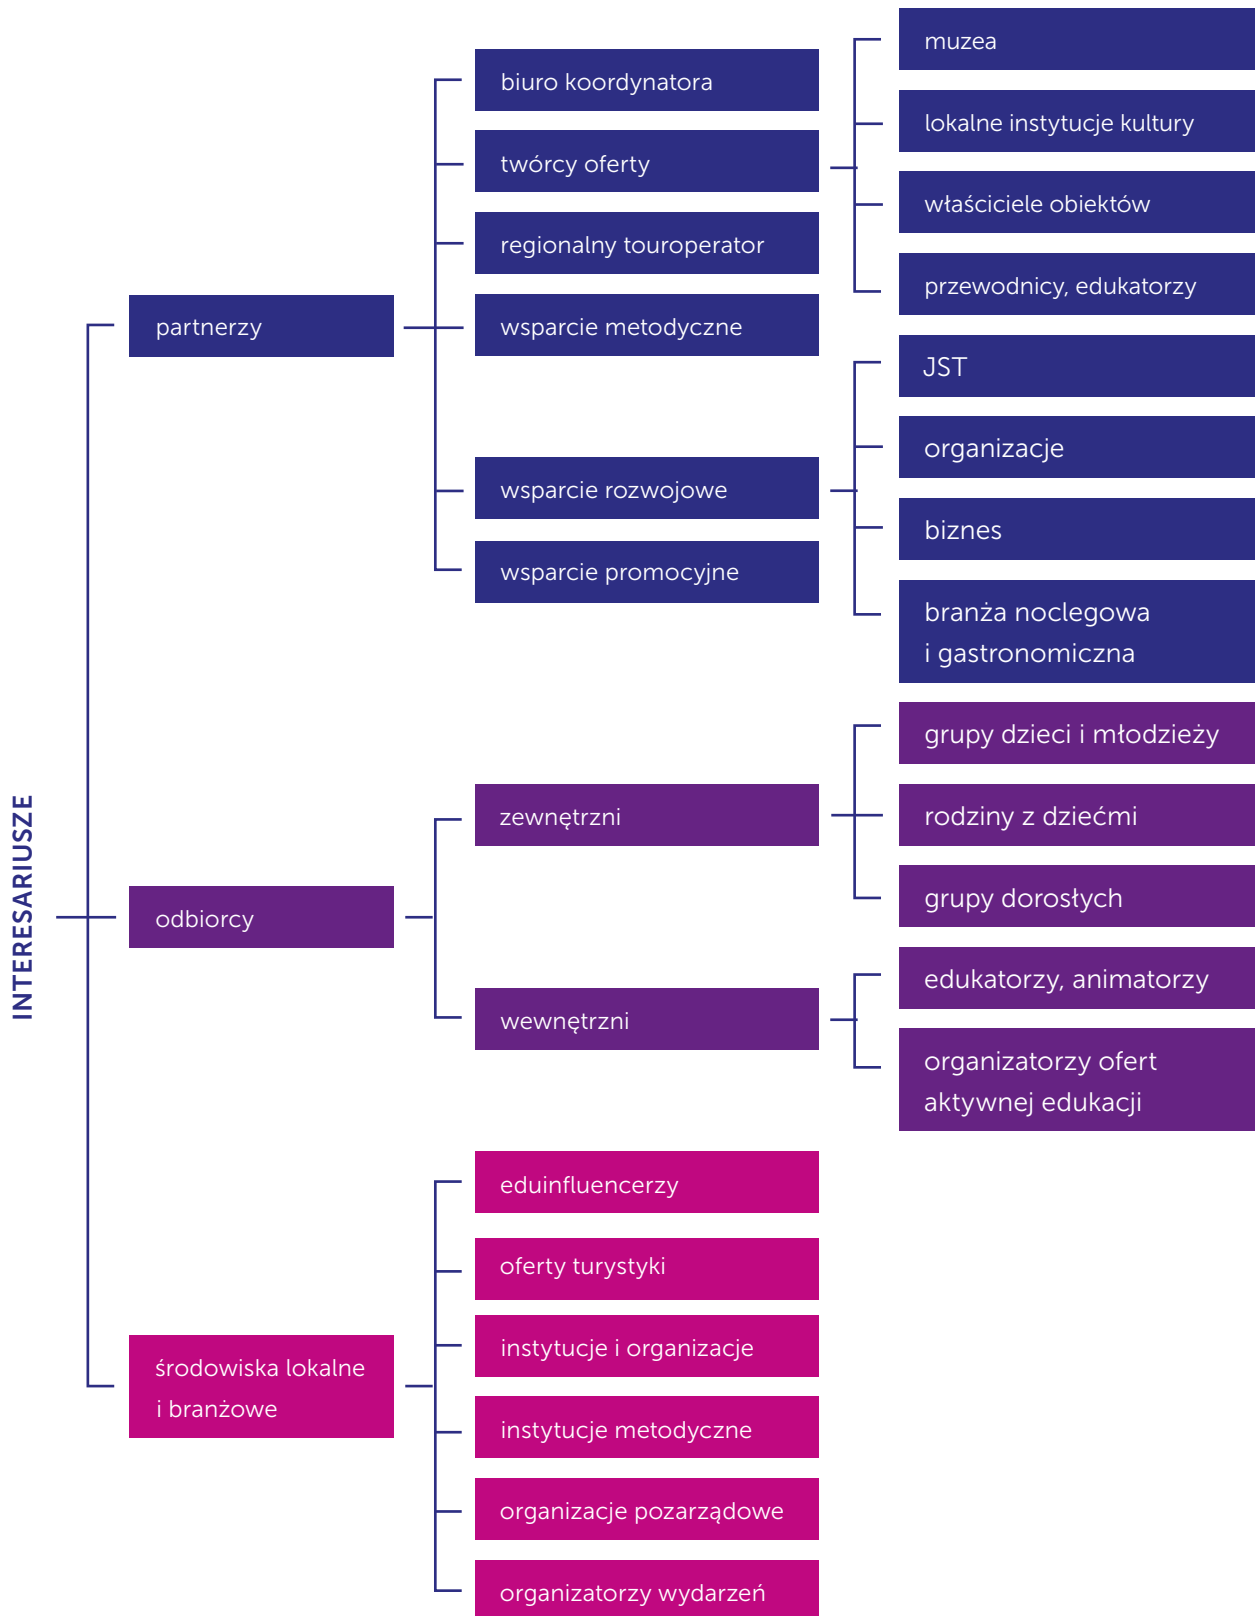 INTERESARIUSZE
partnerzy
biuro koordynatora
twórcy oferty
muzea
lokalne instytucje kultury
właściciele obiektów
przewodnicy, edukatorzy
regionalny touroperator
wsparcie metodyczne
wsparcie rozwojowe
JST
organizacje
biznes
branża noclegowa
i gastronomiczna
wsparcie promocyjne
odbiorcy
zewnętrzni
grupy dzieci i młodzieży
rodziny z dziećmi
grupy dorosłych
wewnętrzni
edukatorzy, animatorzy
organizatorzy ofert
aktywnej edukacji
środowiska lokalne
i branżowe
eduinfluencerzy
oferty turystyki
instytucje i organizacje
instytucje metodyczne
organizacje pozarządowe
organizatorzy wydarzeń